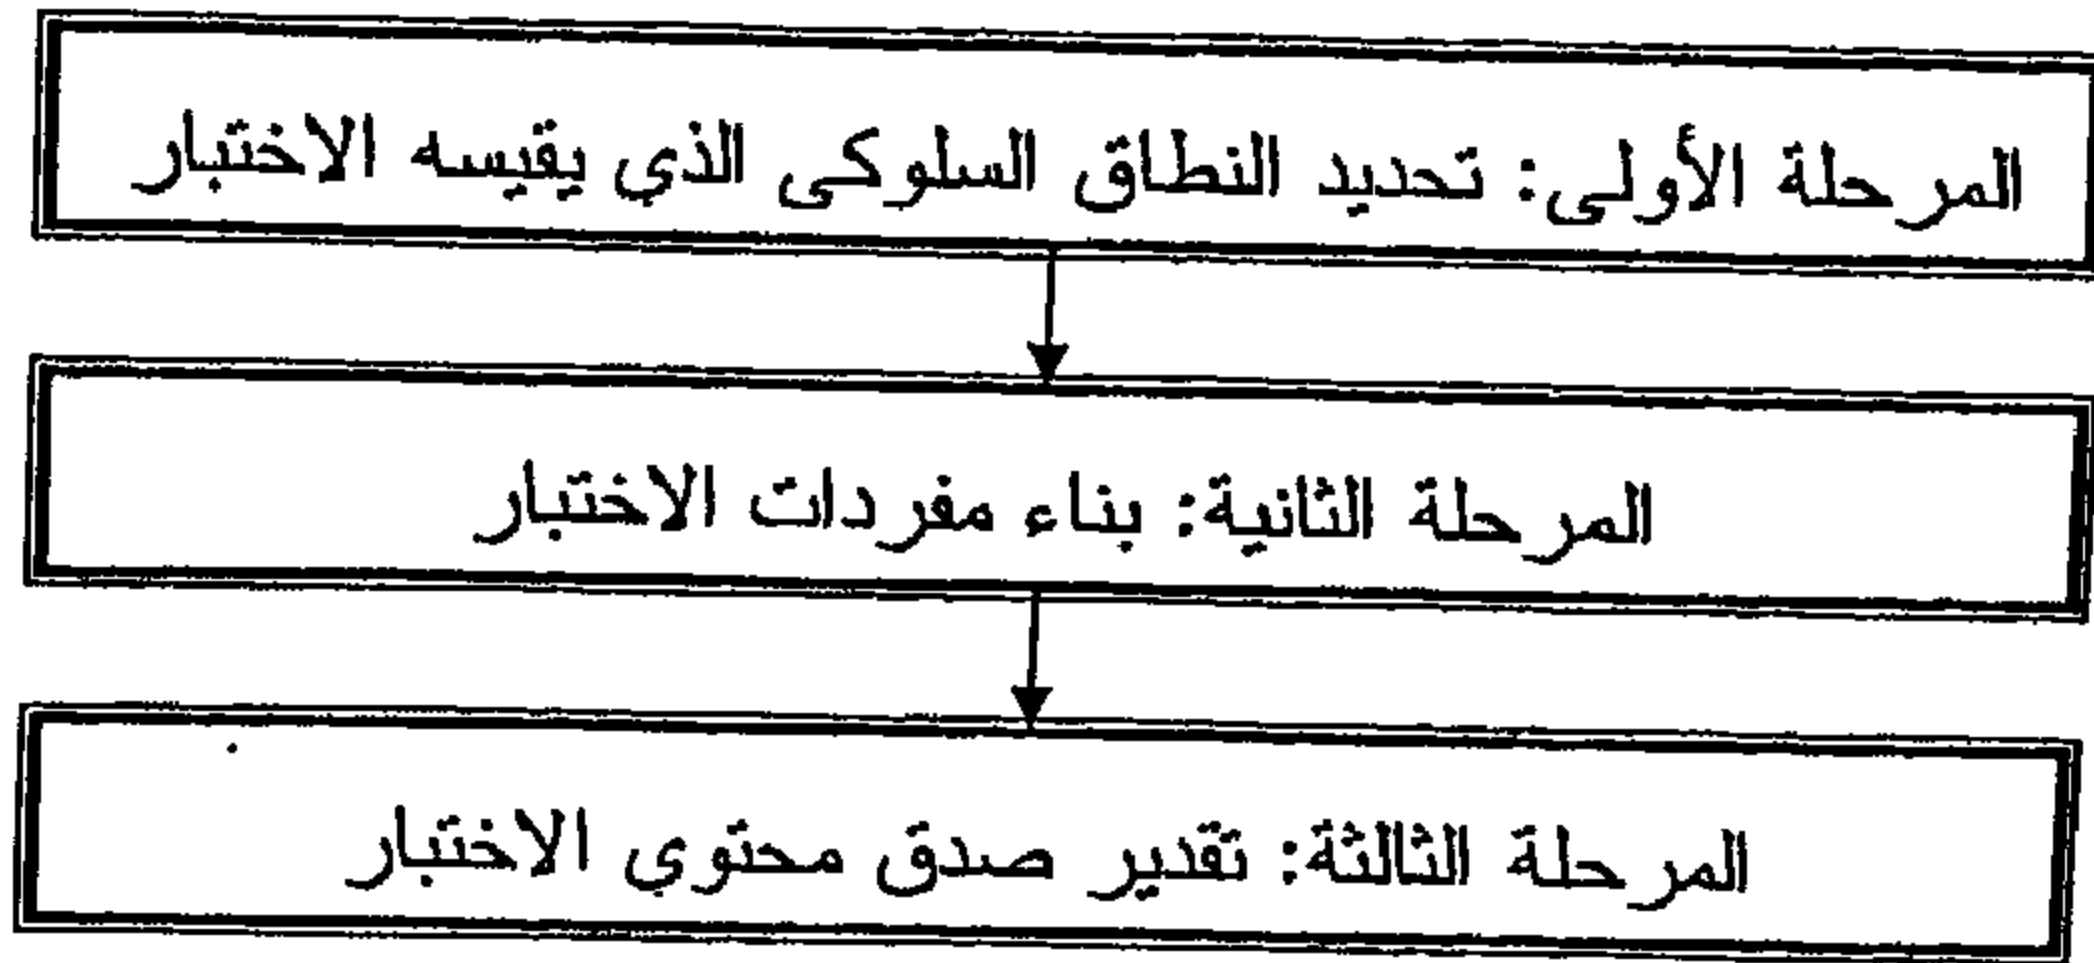 المرحلة الأولى: تحديد النطاق السلوكى الذي يقيسه الاختبار
المرحلة الثانية: بناء مفردات الاختبار
المرحلة الثالثة: تقدير صدق محتوي الاختبار